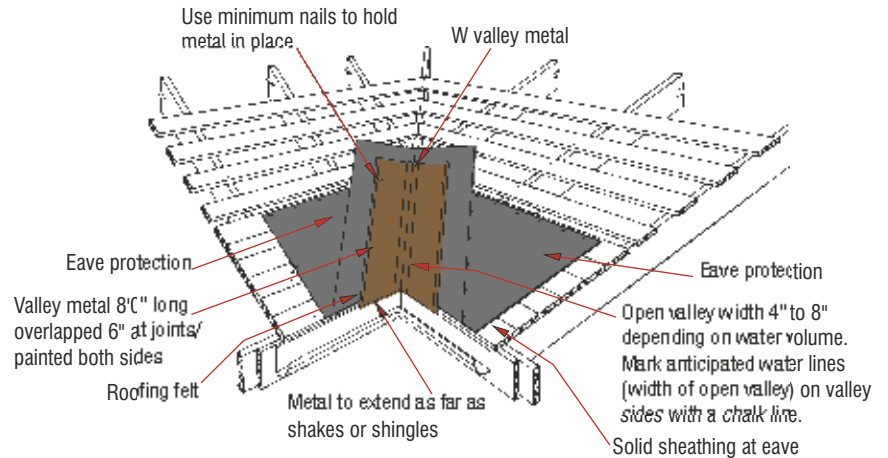 Use minimum nails to hold
metal in place
W valley metal
Eave protection
Valley metal 8'0" long
overlapped 6" at joints/
painted both sides
Roofing felt
Metal to extend as far as
shakes or shingles
Eave protection
Open valley width 4" to 8"
depending on water volume.
Mark anticipated water lines
(width of open valley) on valley
sides with a chalk line.
Solid sheathing at eave